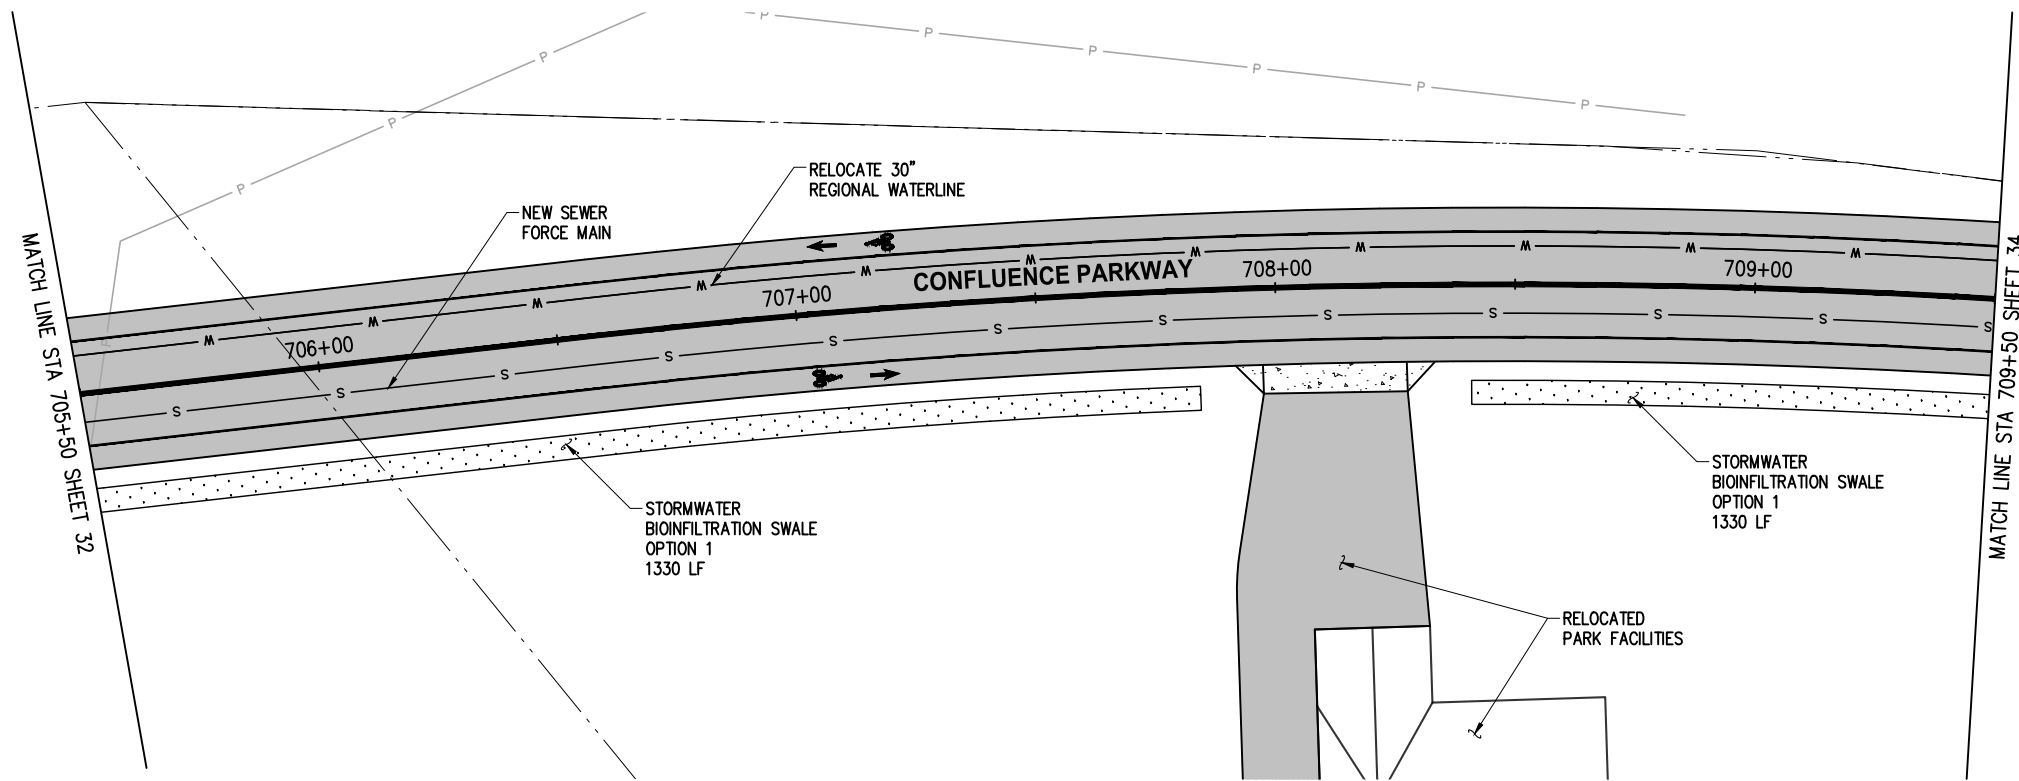 P
P
P
P
P
P
P
P
P
RELOCATE 30"
REGIONAL WATERLINE
NEW SEWER
FORCE MAIN
MATCH LINE STA 705+50 SHEET 32
MATCH LINE STA 709+50 SHEET 34
W
W
W
W
W
W
W
W
W
W
W
CONFLUENCE PARKWAY
706+00
707+00
708+00
709+00
S
S
S
S
S
S
S
S
S
S
S
S
STORMWATER
BIOINFILTRATION SWALE
OPTION 1
1330 LF
STORMWATER
BIOINFILTRATION SWALE
OPTION 1
1330 LF
RELOCATED
PARK FACILITIES